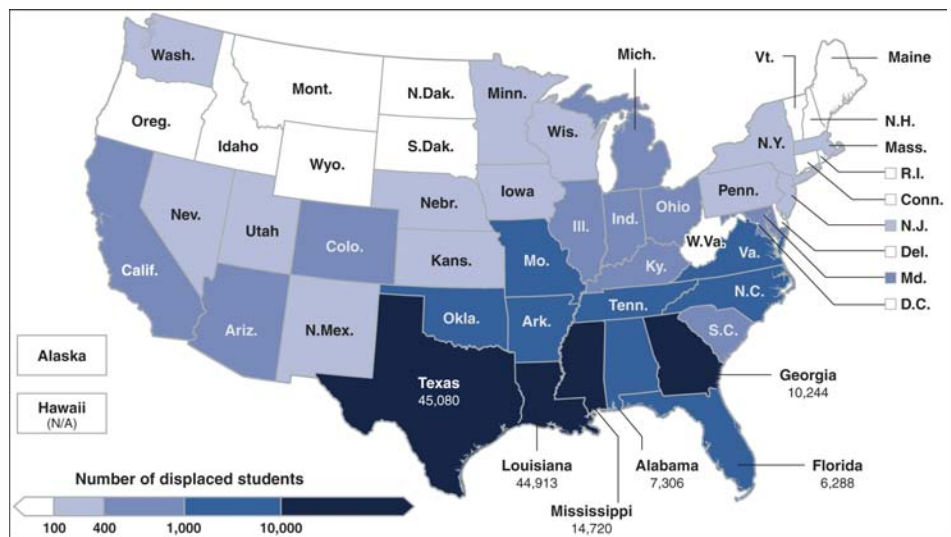 Wash.
Oreg.
Idaho
Mont.
Wyo.
N.Dak.
S.Dak.
Minn.
Wis.
Mich.
Vt.
Maine
N.H.
Mass.
R.I.
Conn.
N.J.
Del.
Md.
D.C.
N.Y.
Penn.
Nebr.
Iowa
Nev.
Utah
Colo.
Kans.
Ill.
Ind.
Ohio
W.Va.
Va.
Calif.
Mo.
Ky.
N.C.
Ariz.
N.Mex.
Okla.
Ark.
Tenn.
S.C.
Texas
45,080
Georgia
10,244
Alaska
Hawaii
(N/A)
Louisiana
44,913
Mississippi
14,720
Alabama
7,306
Florida
6,288
Number of displaced students
100 400 1,000 10,000